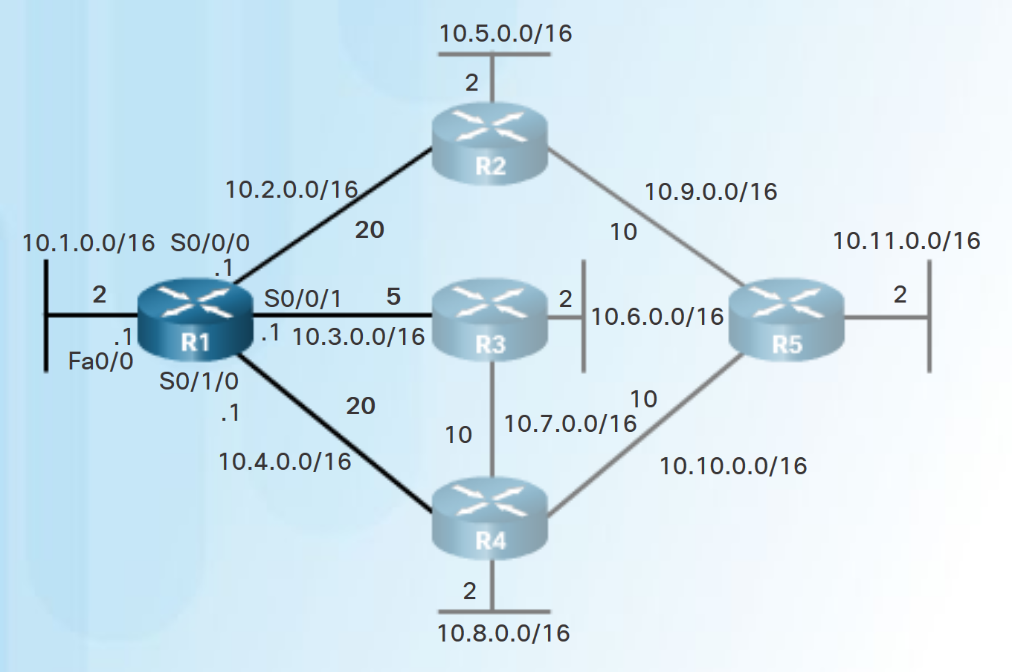 10.5.0.0/16
2
R2
10.2.0.0/16
20
10.9.0.0/16
10
10.1.0.0/16
S0/0/0
.1
2
.1
Fa0/0
R1
S0/0/1
5
.1
10.3.0.0/16
S0/1/0
.1
R3
2
10.6.0.0/16
R5
10.11.0.0/16
2
20
10.4.0.0/16
10
10.7.0.0/16
10
10.10.0.0/16
R4
2
10.8.0.0/16